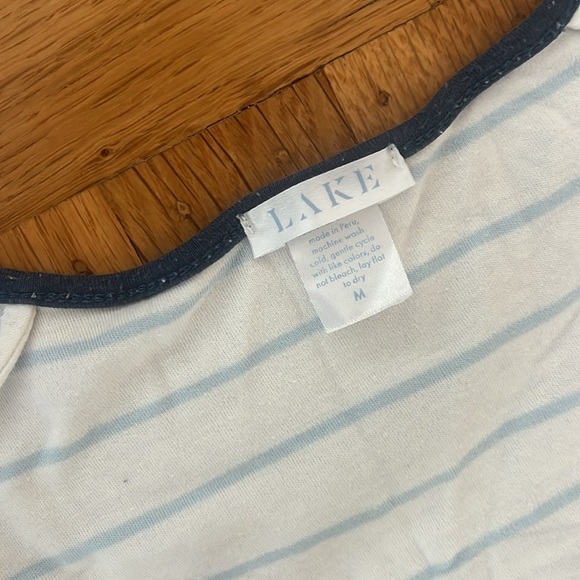 LAKE
made in Peru,
machine wash
cold, gentle cycle
with like colors, do
not bleach, lay flat
to dry
M